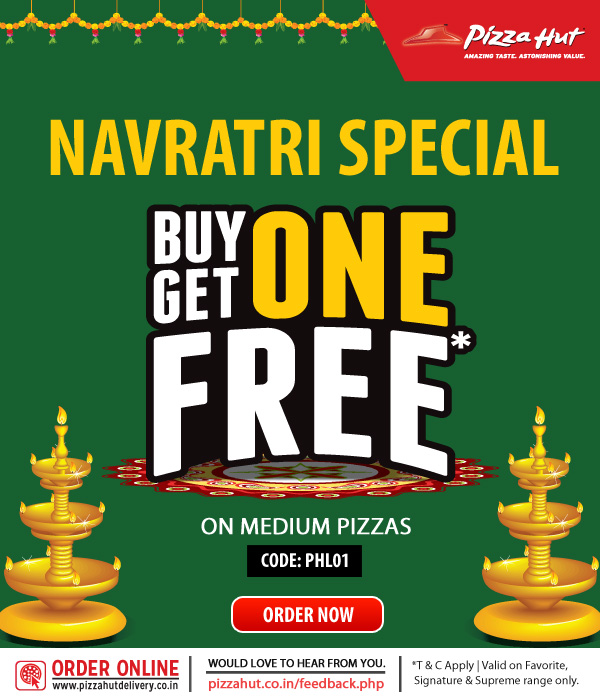 Pizza Hut
AMAZING TASTE. ASTONISHING VALUE.
NAVRATRI SPECIAL
BUY ONE
GET
FREE*
ON MEDIUM PIZZAS
CODE: PHL01
ORDER NOW
ORDER ONLINE
www.pizzahutdelivery.co.in
WOULD LOVE TO HEAR FROM YOU.
pizzahut.co.in/feedback.php
*T & C Apply | Valid on Favorite,
Signature & Supreme range only.